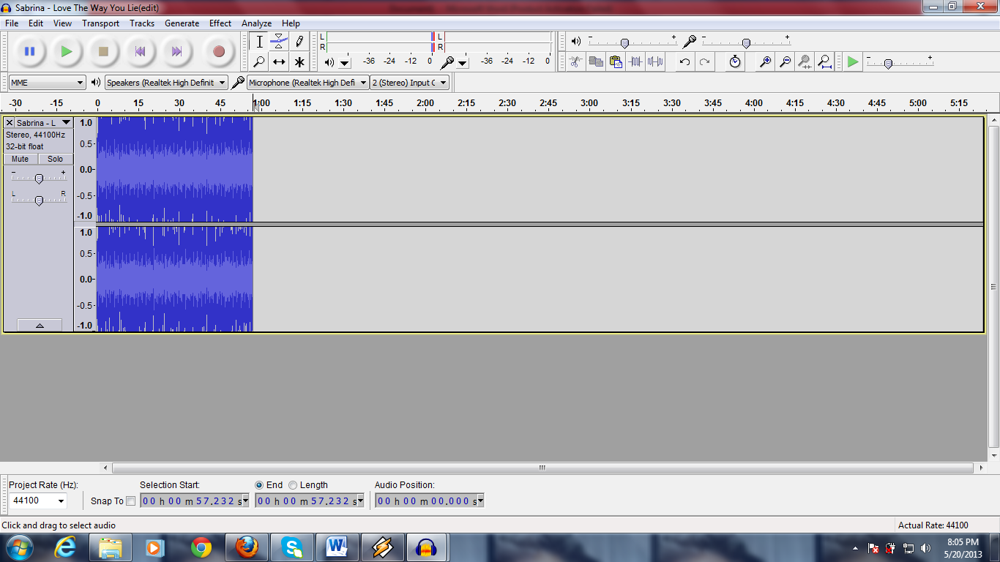 Sabrina - Love The Way You Lie(edit)
File Edit View Transport Tracks Generate Effect Analyze Help
L
R
-36 -24 -12 0
L
R
-36 -24 -12 0
- +
- +
- +
MME
Speakers (Realtek High Definit
Microphone (Realtek High Defi
2 (Stereo) Input C
-30 -15 0 15 30 45 1:00 1:15 1:30 1:45 2:00 2:15 2:30 2:45 3:00 3:15 3:30 3:45 4:00 4:15 4:30 4:45 5:00 5:15
Sabrina - L
Stereo, 44100Hz
32-bit float
Mute Solo
- +
L R
1.0
0.5
0.0
-0.5
-1.0
1.0
0.5
0.0
-0.5
-1.0
Project Rate (Hz):
44100
Snap To
Selection Start:
00 h 00 m 57.232 s
End Length
00 h 00 m 57.232 s
Audio Position:
00 h 00 m 00.000 s
Click and drag to select audio
Actual Rate: 44100
8:05 PM
5/20/2013